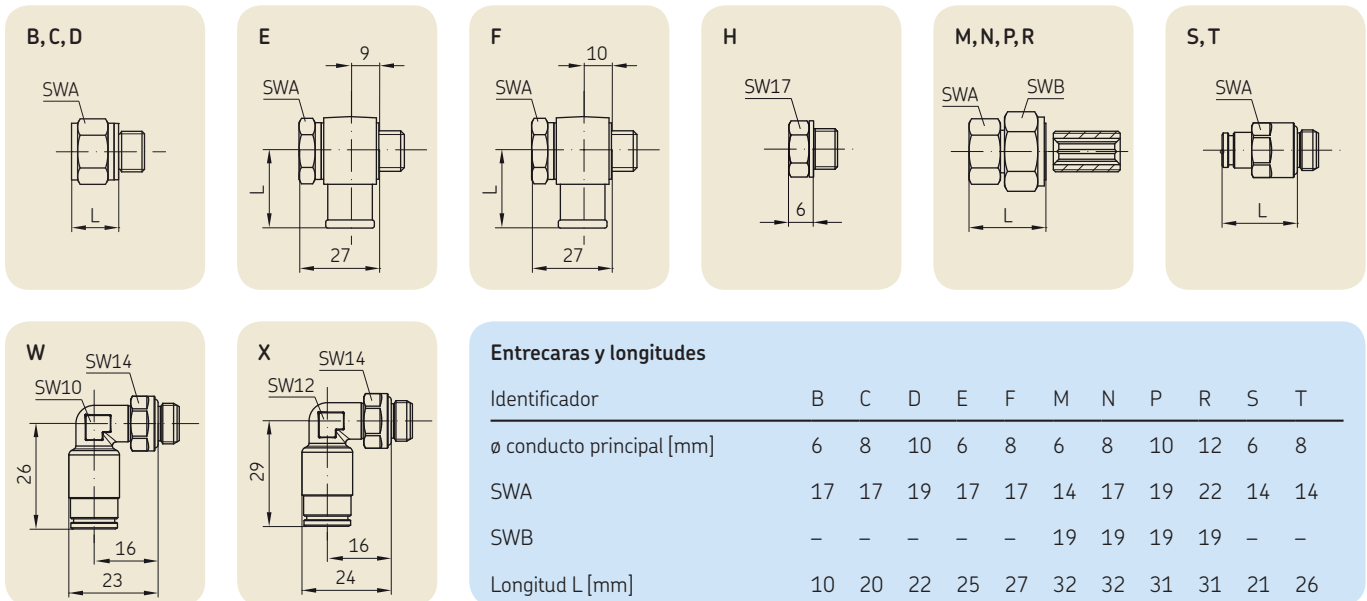 B, C, D
SWA
L
E
9
SWA
L
27
F
10
SWA
L
27
H
SW17
6
M, N, P, R
SWA
SWB
L
S, T
SWA
L
W
SW14
SW10
26
16
23
X
SW14
SW12
29
16
24
Entrecaras y longitudes
Identificador B C D E F M N P R S T
ø conducto principal [mm] 6 8 10 6 8 6 8 10 12 6 8
SWA 17 17 19 17 17 14 17 19 22 14 14
SWB – – – – – 19 19 19 19 – –
Longitud L [mm] 10 20 22 25 27 32 32 31 31 21 26